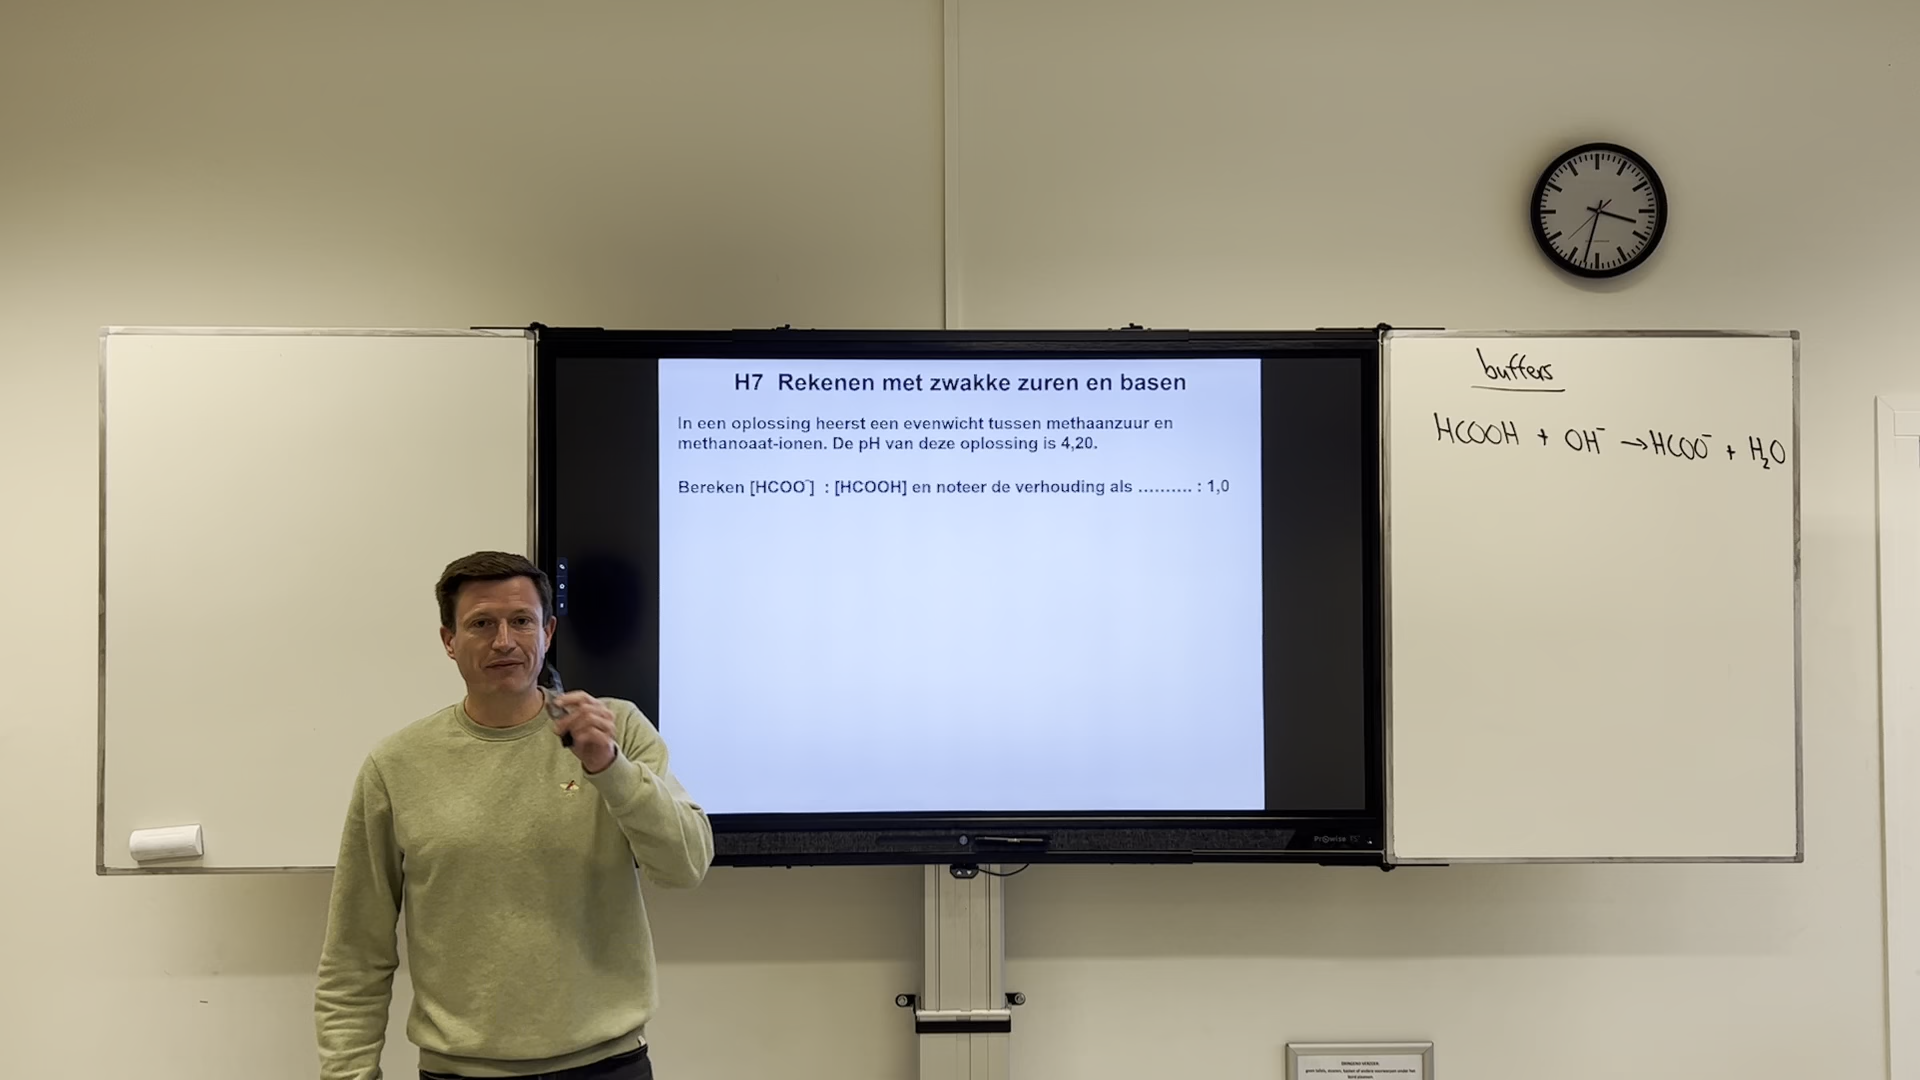 H7 Rekenen met zwakke zuren en basen
In een oplossing heerst een evenwicht tussen methaanzuur en
methanoaat-ionen. De pH van deze oplossing is 4,20.
Bereken [HCOO⁻] : [HCOOH] en noteer de verhouding als .......... : 1,0
buffers
HCOOH + OH⁻ → HCOO⁻ + H₂O
Prowise